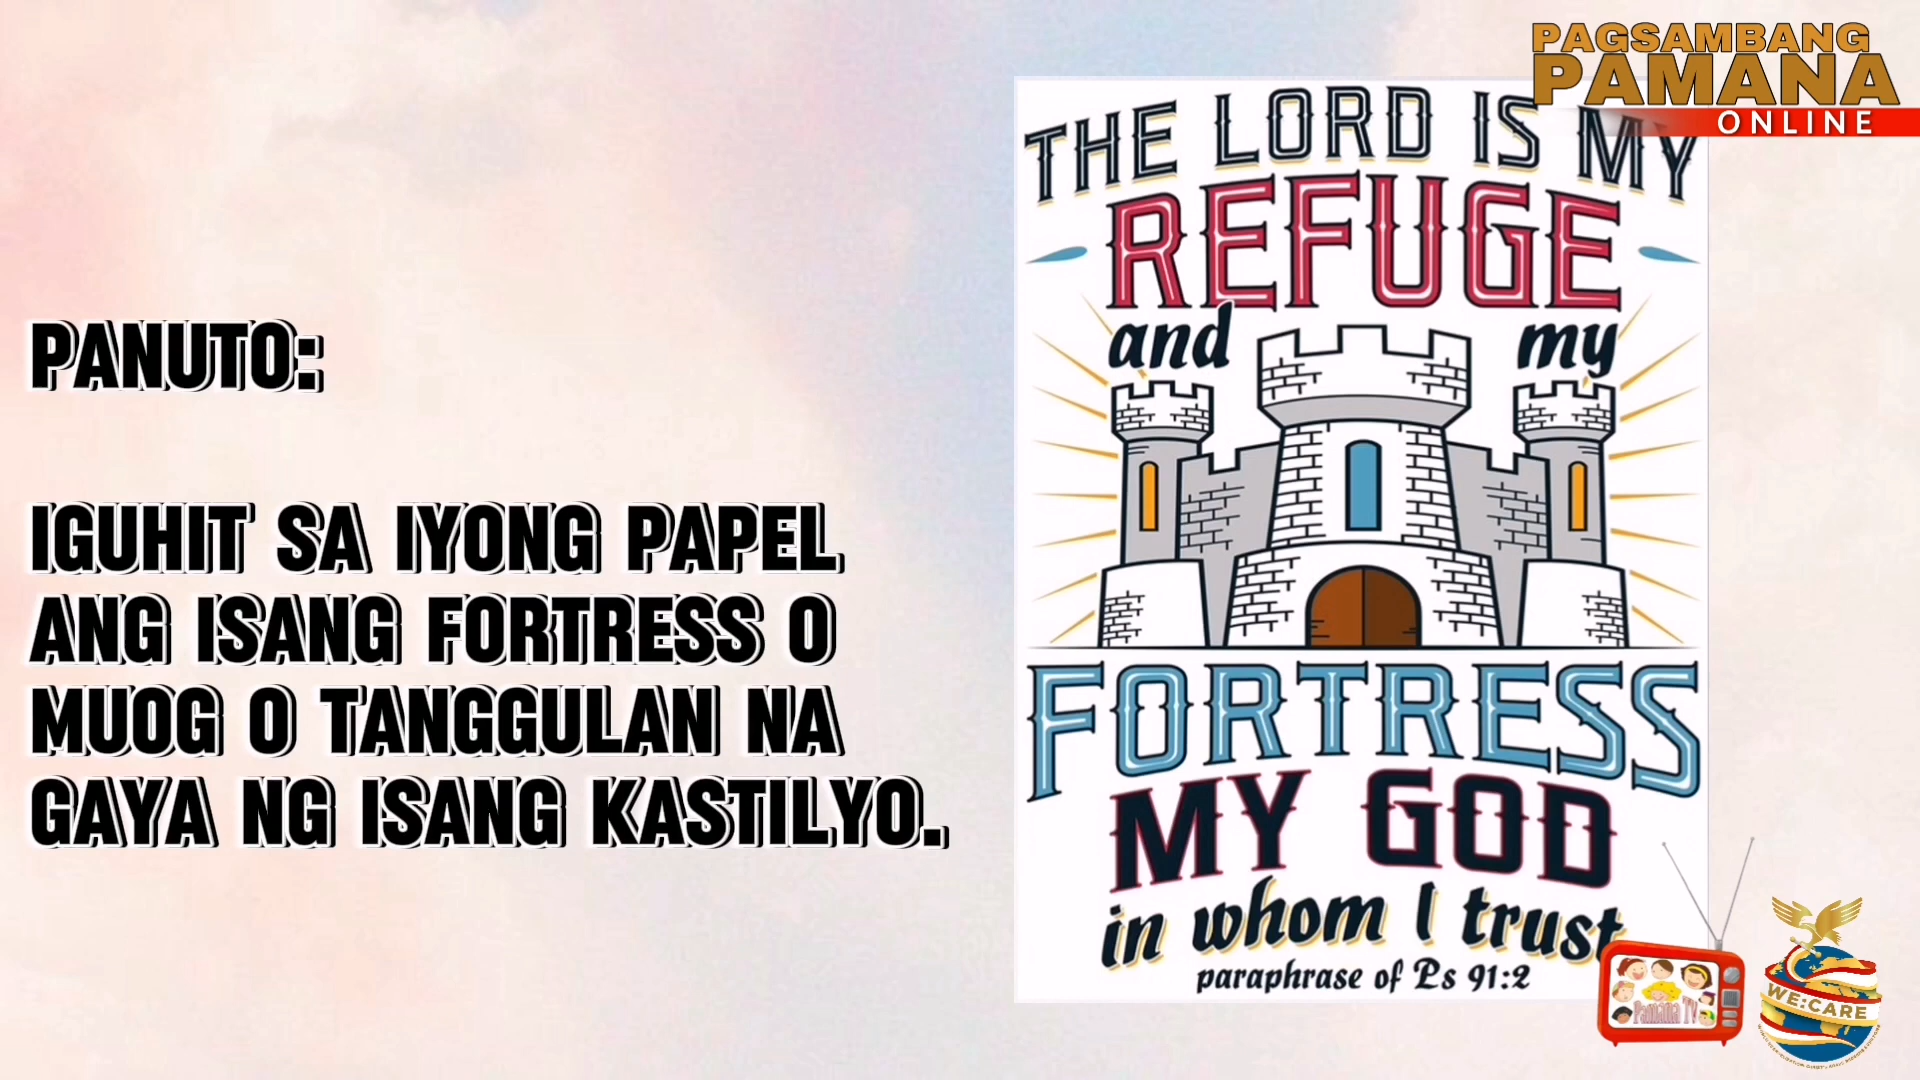 PAGSAMBANG
PAMANA
ONLINE
PANUTO:
IGUHIT SA IYONG PAPEL
ANG ISANG FORTRESS O
MUOG O TANGGULAN NA
GAYA NG ISANG KASTILYO.
THE LORD IS MY
REFUGE
and my
FORTRESS
MY GOD
in whom I trust
paraphrase of Ps 91:2
Pamana TV
WE:CARE